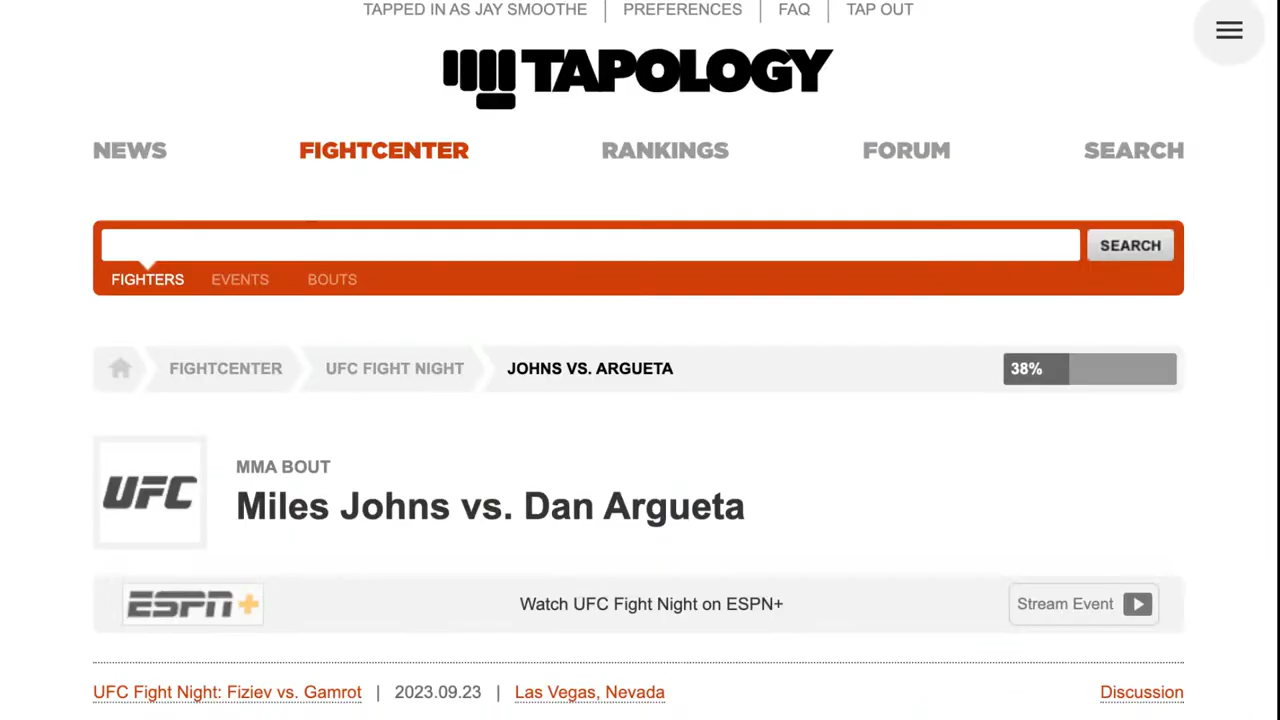 TAPPED IN AS JAY SMOOTHE | PREFERENCES | FAQ | TAP OUT
TAPOLOGY
NEWS FIGHTCENTER RANKINGS FORUM SEARCH
SEARCH
FIGHTERS EVENTS BOUTS
FIGHTCENTER UFC FIGHT NIGHT JOHNS VS. ARGUETA 38%
UFC
MMA BOUT
Miles Johns vs. Dan Argueta
ESPN+ Watch UFC Fight Night on ESPN+ Stream Event
UFC Fight Night: Fiziev vs. Gamrot | 2023.09.23 | Las Vegas, Nevada Discussion